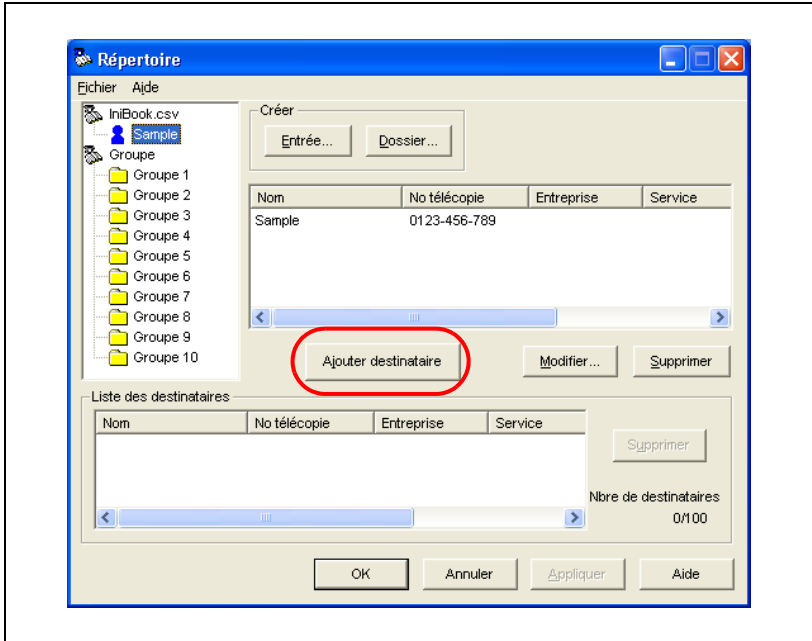 Répertoire
Fichier Aide
IniBook.csv
Sample
Groupe
Groupe 1
Groupe 2
Groupe 3
Groupe 4
Groupe 5
Groupe 6
Groupe 7
Groupe 8
Groupe 9
Groupe 10
Créer
Entrée... Dossier...
Nom No télécopie Entreprise Service
Sample 0123-456-789
Ajouter destinataire Modifier... Supprimer
Liste des destinataires
Nom No télécopie Entreprise Service
Supprimer
Nbre de destinataires
0/100
OK Annuler Appliquer Aide